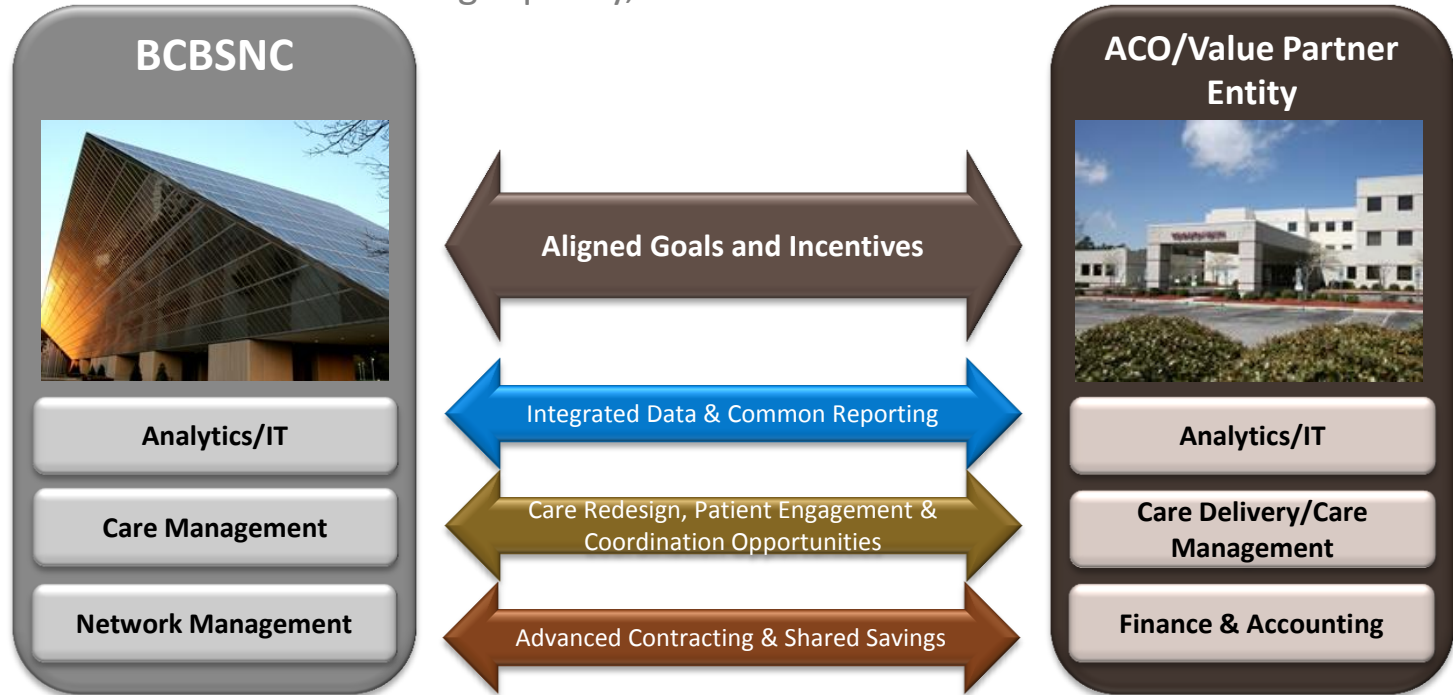 BCBSNC
ACO/Value Partner
Entity
Aligned Goals and Incentives
Integrated Data & Common Reporting
Analytics/IT
Analytics/IT
Care Redesign, Patient Engagement &
Coordination Opportunities
Care Management
Care Delivery/Care
Management
Advanced Contracting & Shared Savings
Network Management
Finance & Accounting